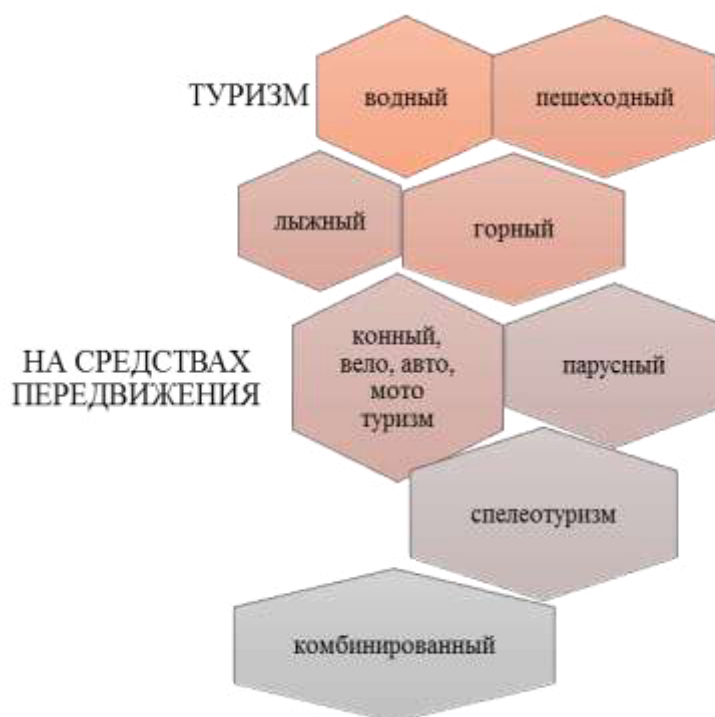 ТУРИЗМ
водный
пешеходный
лыжный
горный
НА СРЕДСТВАХ
ПЕРЕДВИЖЕНИЯ
конный,
вело, авто,
мото
туризм
парусный
спелеотуризм
комбинированный